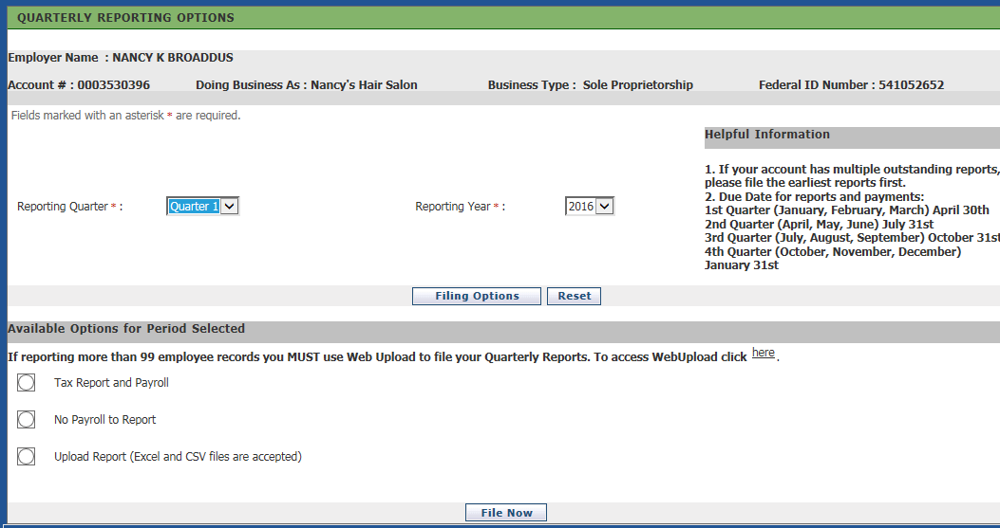 QUARTERLY REPORTING OPTIONS
Employer Name : NANCY K BROADDUS
Account # : 0003530396 Doing Business As : Nancy's Hair Salon Business Type : Sole Proprietorship Federal ID Number : 541052652
Fields marked with an asterisk * are required.
Helpful Information
1. If your account has multiple outstanding reports,
please file the earliest reports first.
2. Due Date for reports and payments:
1st Quarter (January, February, March) April 30th
2nd Quarter (April, May, June) July 31st
3rd Quarter (July, August, September) October 31st
4th Quarter (October, November, December)
January 31st
Reporting Quarter * : Quarter 1 Reporting Year * : 2016
Filing Options Reset
Available Options for Period Selected
If reporting more than 99 employee records you MUST use Web Upload to file your Quarterly Reports. To access WebUpload click here.
Tax Report and Payroll
No Payroll to Report
Upload Report (Excel and CSV files are accepted)
File Now